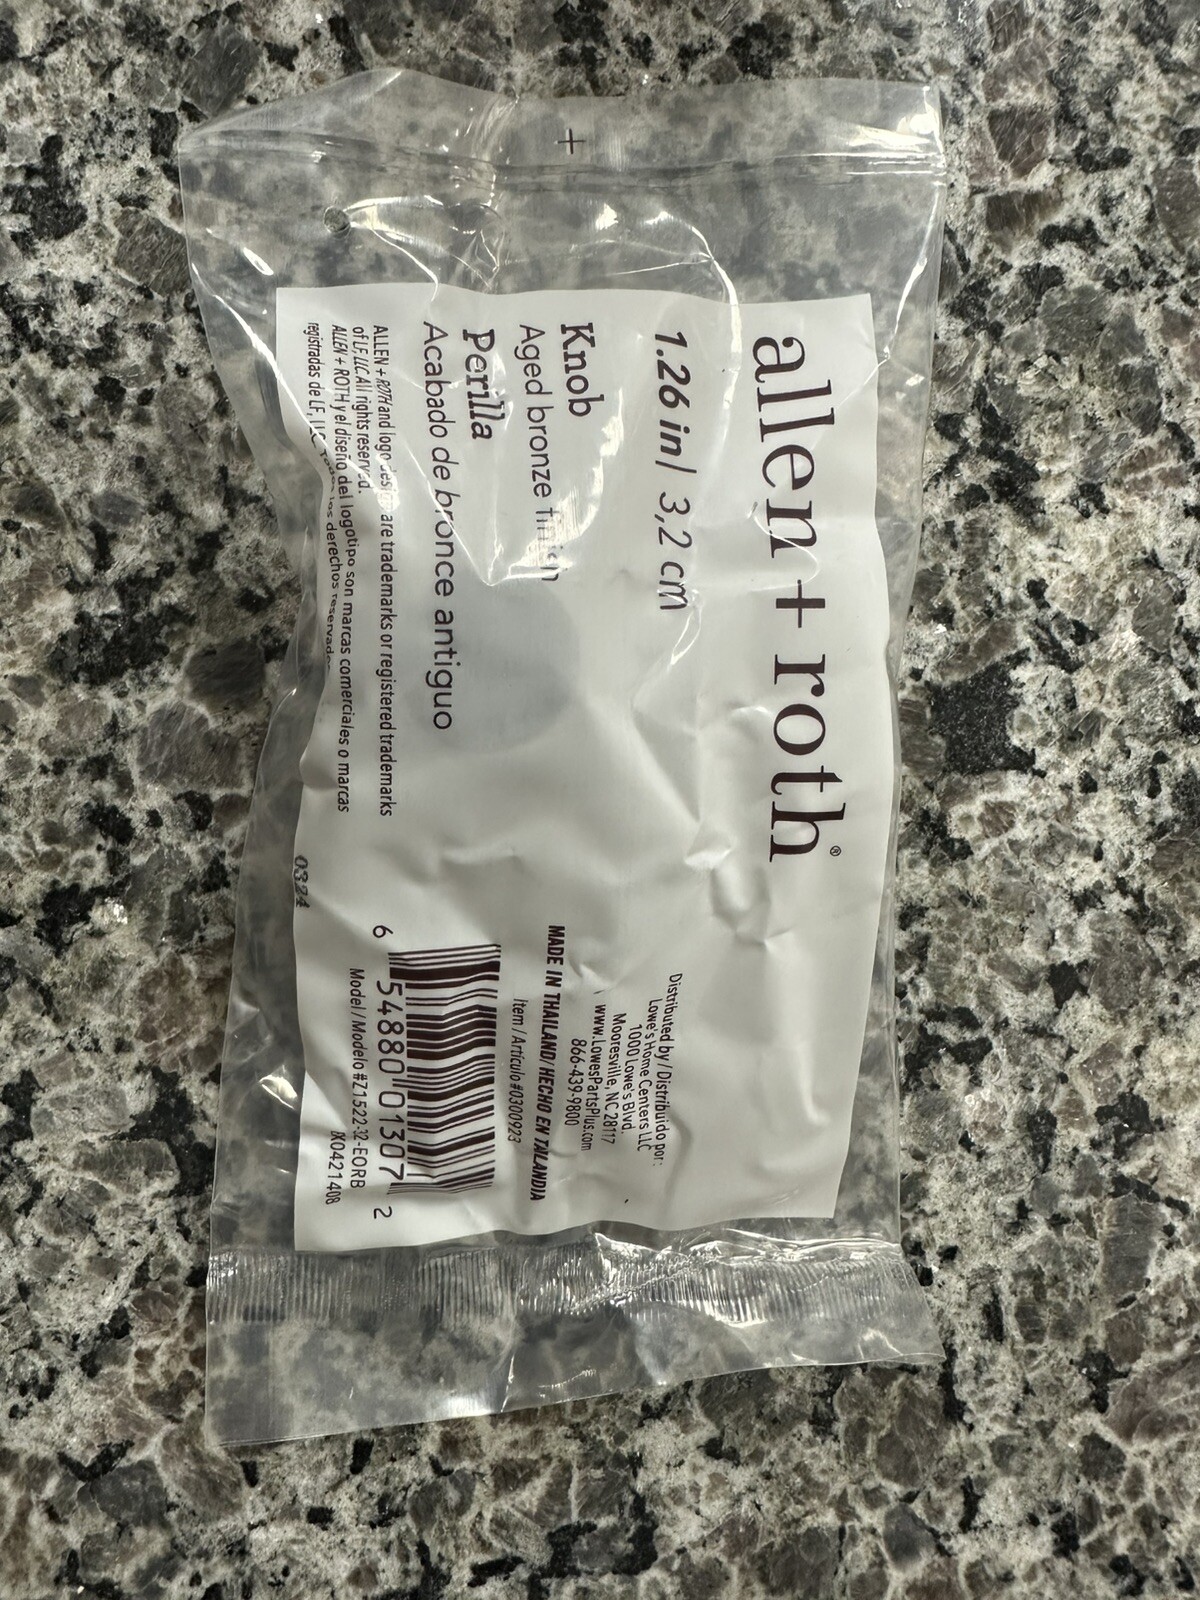 allen + roth®
1.26 in/ 3,2 cm
Knob
Aged bronze finish
Perilla
Acabado de bronce antiguo
ALLEN + ROTH and logo design are trademarks or registered trademarks
of LF, LLC. All rights reserved.
ALLEN + ROTH y el diseño del logotipo son marcas comerciales o marcas
registradas de LF, LLC. Todos los derechos reservados.
Distributed by / Distribuido por:
Lowe's Home Centers LLC
1000 Lowe's Blvd.
Mooresville, NC 28117
www.LowesPartsPlus.com
866-439-9800
MADE IN THAILAND/ HECHO EN TAILANDIA
Item / Artículo #0300923
6 54880 01307 2
Model / Modelo #Z1522-32-EORB
0324